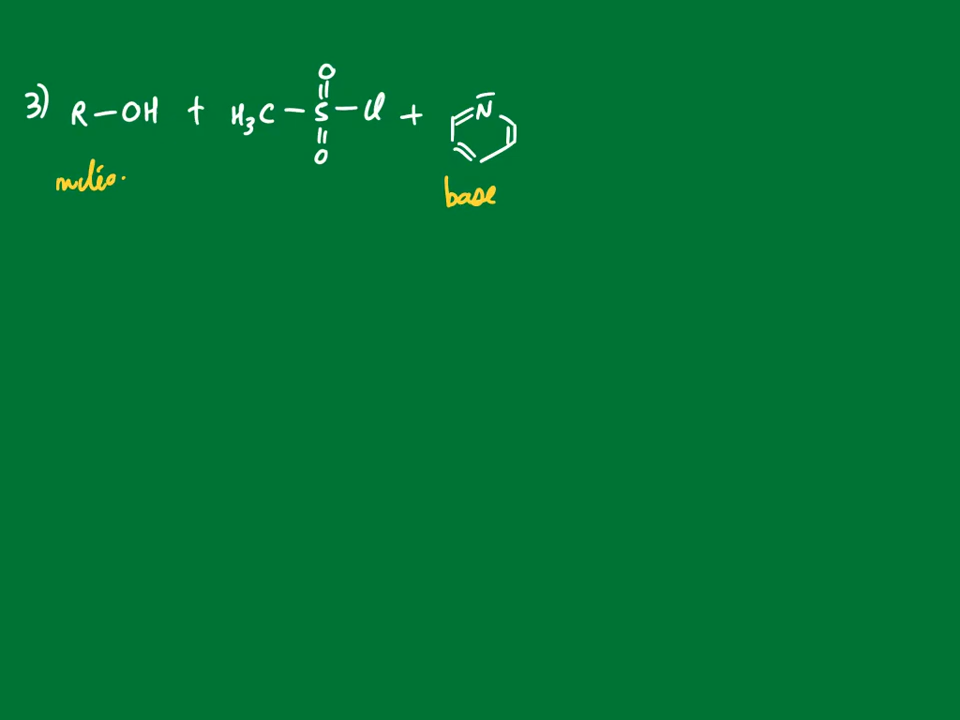 3) R-OH + H3C-S-Cl + N
O
O
nucléo. base